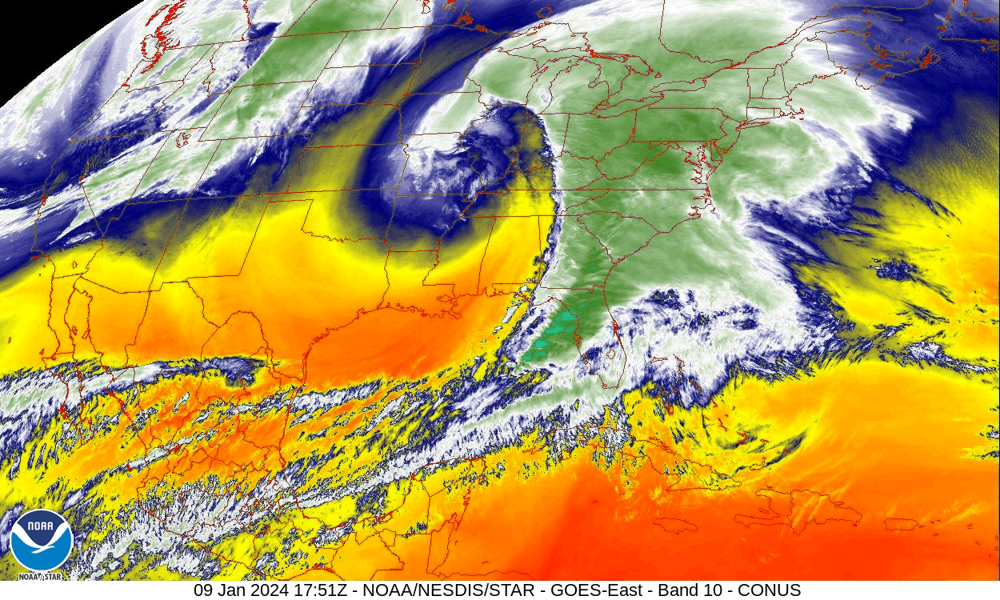 NOAA
NOAA/STAR
09 Jan 2024 17:51Z - NOAA/NESDIS/STAR - GOES-East - Band 10 - CONUS